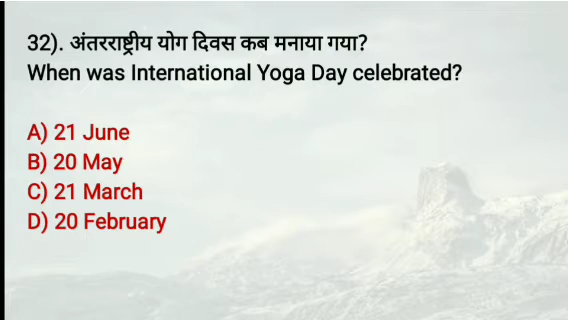 32). अंतरराष्ट्रीय योग दिवस कब मनाया गया?
When was International Yoga Day celebrated?
A) 21 June
B) 20 May
C) 21 March
D) 20 February